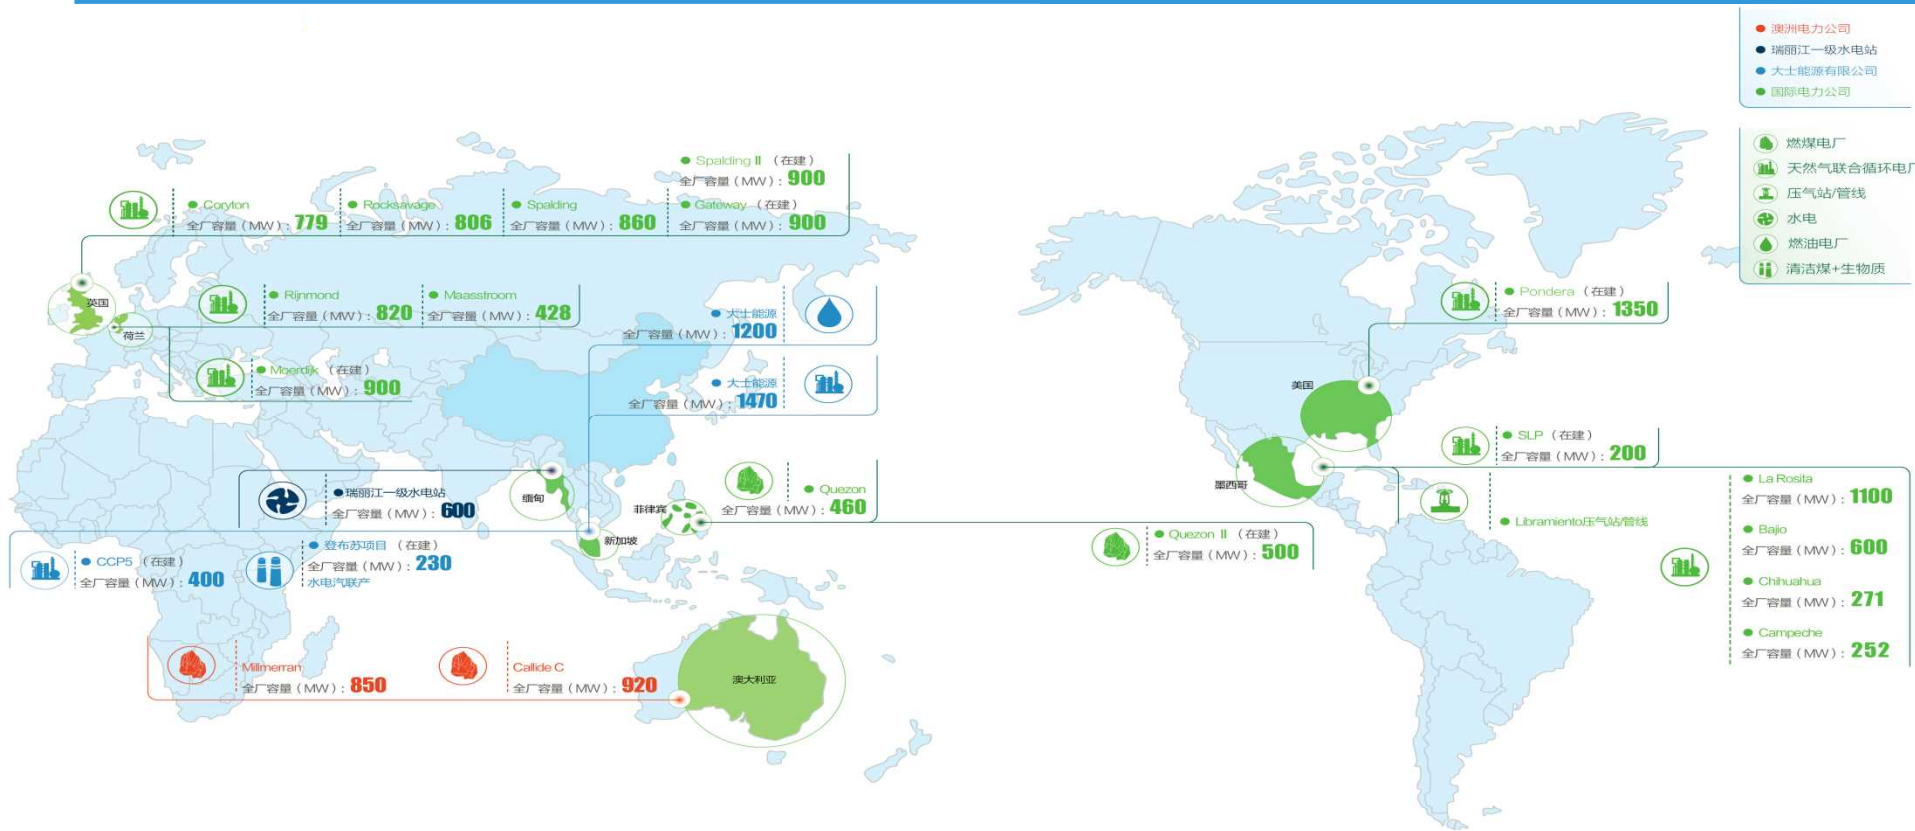 ● 澳洲电力公司
● 瑞丽江一级水电站
● 大士能源有限公司
● 国际电力公司
燃煤电厂
天然气联合循环电厂
压气站/管线
水电
燃油电厂
清洁煤+生物质
● Spalding Ⅱ （在建）
全厂容量（MW）: 900
● Coryton
全厂容量（MW）: 779
● Rocksavage
全厂容量（MW）: 806
● Spalding
全厂容量（MW）: 860
● Gateway （在建）
全厂容量（MW）: 900
英国
荷兰
● Rijnmond
全厂容量（MW）: 820
● Maasstroom
全厂容量（MW）: 428
● Moerdijk （在建）
全厂容量（MW）: 900
● 大士能源
全厂容量（MW）: 1200
● 大士能源
全厂容量（MW）: 1470
● 瑞丽江一级水电站
全厂容量（MW）: 600
缅甸
菲律宾
● Quezon
全厂容量（MW）: 460
新加坡
● CCP5 （在建）
全厂容量（MW）: 400
● 登布苏项目 （在建）
全厂容量（MW）: 230
水电汽联产
Millmerran
全厂容量（MW）: 850
Callide C
全厂容量（MW）: 920
澳大利亚
● Pondera （在建）
全厂容量（MW）: 1350
美国
● SLP （在建）
全厂容量（MW）: 200
墨西哥
● Libramiento压气站/管线
● Quezon Ⅱ （在建）
全厂容量（MW）: 500
● La Rosita
全厂容量（MW）: 1100
● Bajio
全厂容量（MW）: 600
● Chihuahua
全厂容量（MW）: 271
● Campeche
全厂容量（MW）: 252